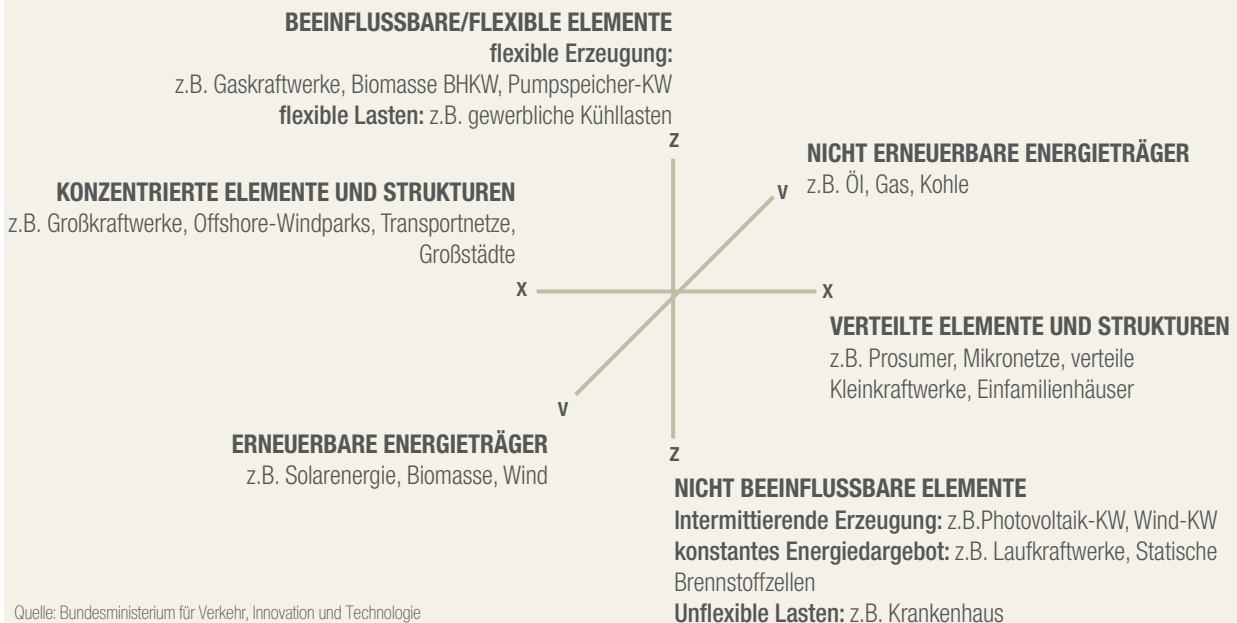 BEEINFLUSSBARE/FLEXIBLE ELEMENTE
flexible Erzeugung:
z.B. Gaskraftwerke, Biomasse BHKW, Pumpspeicher-KW
flexible Lasten: z.B. gewerbliche Kühllasten
Z
NICHT ERNEUERBARE ENERGIETRÄGER
z.B. Öl, Gas, Kohle
V
KONZENTRIERTE ELEMENTE UND STRUKTUREN
z.B. Großkraftwerke, Offshore-Windparks, Transportnetze,
Großstädte
X
X
VERTEILTE ELEMENTE UND STRUKTUREN
z.B. Prosumer, Mikronetze, verteile
Kleinkraftwerke, Einfamilienhäuser
V
ERNEUERBARE ENERGIETRÄGER
z.B. Solarenergie, Biomasse, Wind
Z
NICHT BEEINFLUSSBARE ELEMENTE
Intermittierende Erzeugung: z.B.Photovoltaik-KW, Wind-KW
konstantes Energiedargebot: z.B. Laufkraftwerke, Statische
Brennstoffzellen
Unflexible Lasten: z.B. Krankenhaus
Quelle: Bundesministerium für Verkehr, Innovation und Technologie